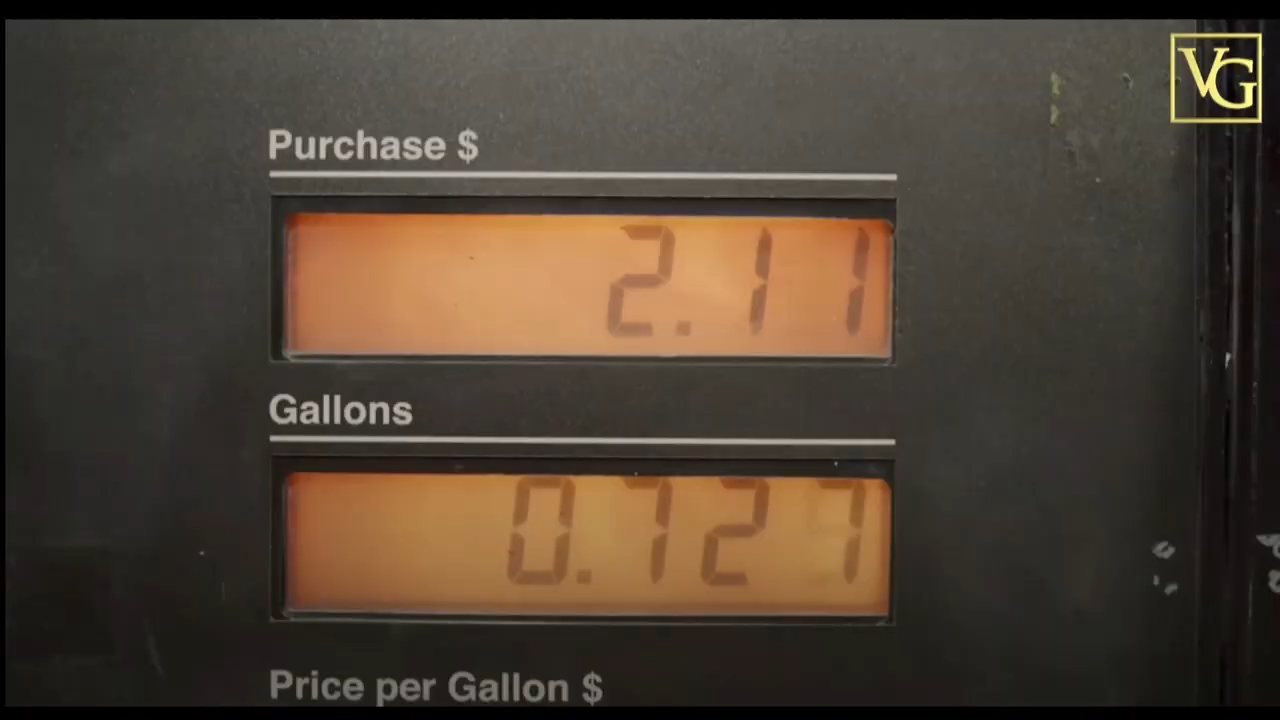 VG
Purchase $
2.11
Gallons
0.727
Price per Gallon $